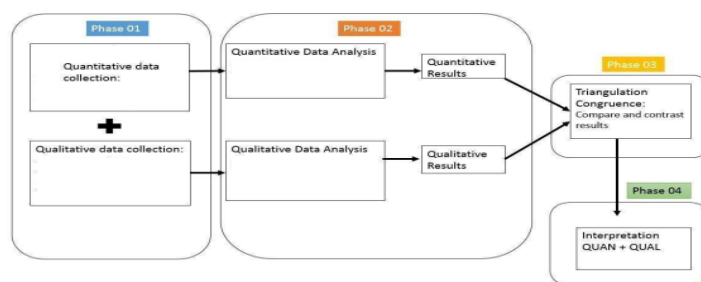 Phase 01
Quantitative data
collection:
+
Qualitative data collection:
Phase 02
Quantitative Data Analysis
Quantitative
Results
Qualitative Data Analysis
Qualitative
Results
Phase 03
Triangulation
Congruence:
Compare and contrast
results
Phase 04
Interpretation
QUAN + QUAL